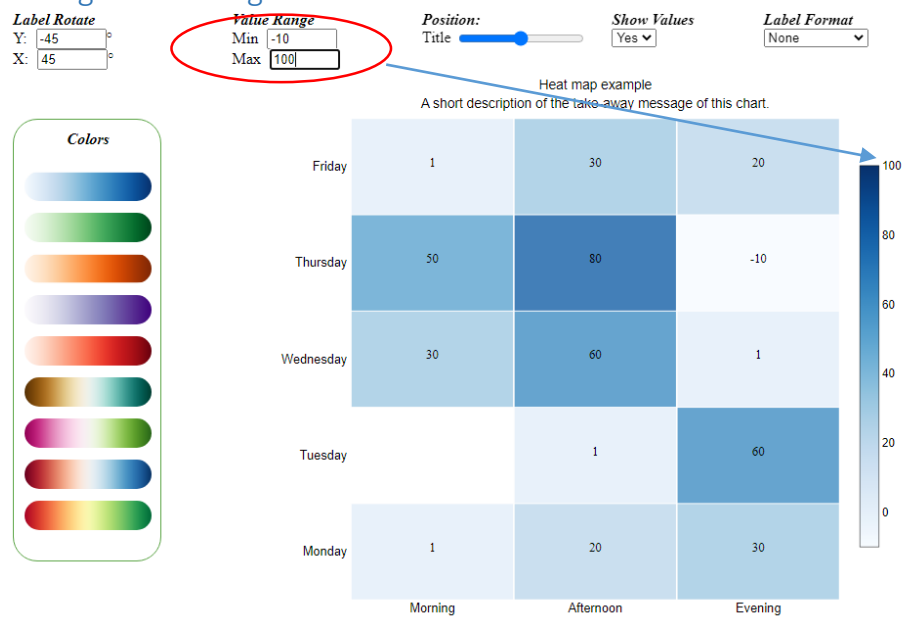 Label Rotate
Y: -45 °
X: 45 °
Value Range
Min -10
Max 100
Position:
Title
Show Values
Yes
Label Format
None
Heat map example
A short description of the take-away message of this chart.
Colors
Friday 1 30 20
Thursday 50 80 -10
Wednesday 30 60 1
Tuesday 1 60
Monday 1 20 30
Morning Afternoon Evening
100
80
60
40
20
0